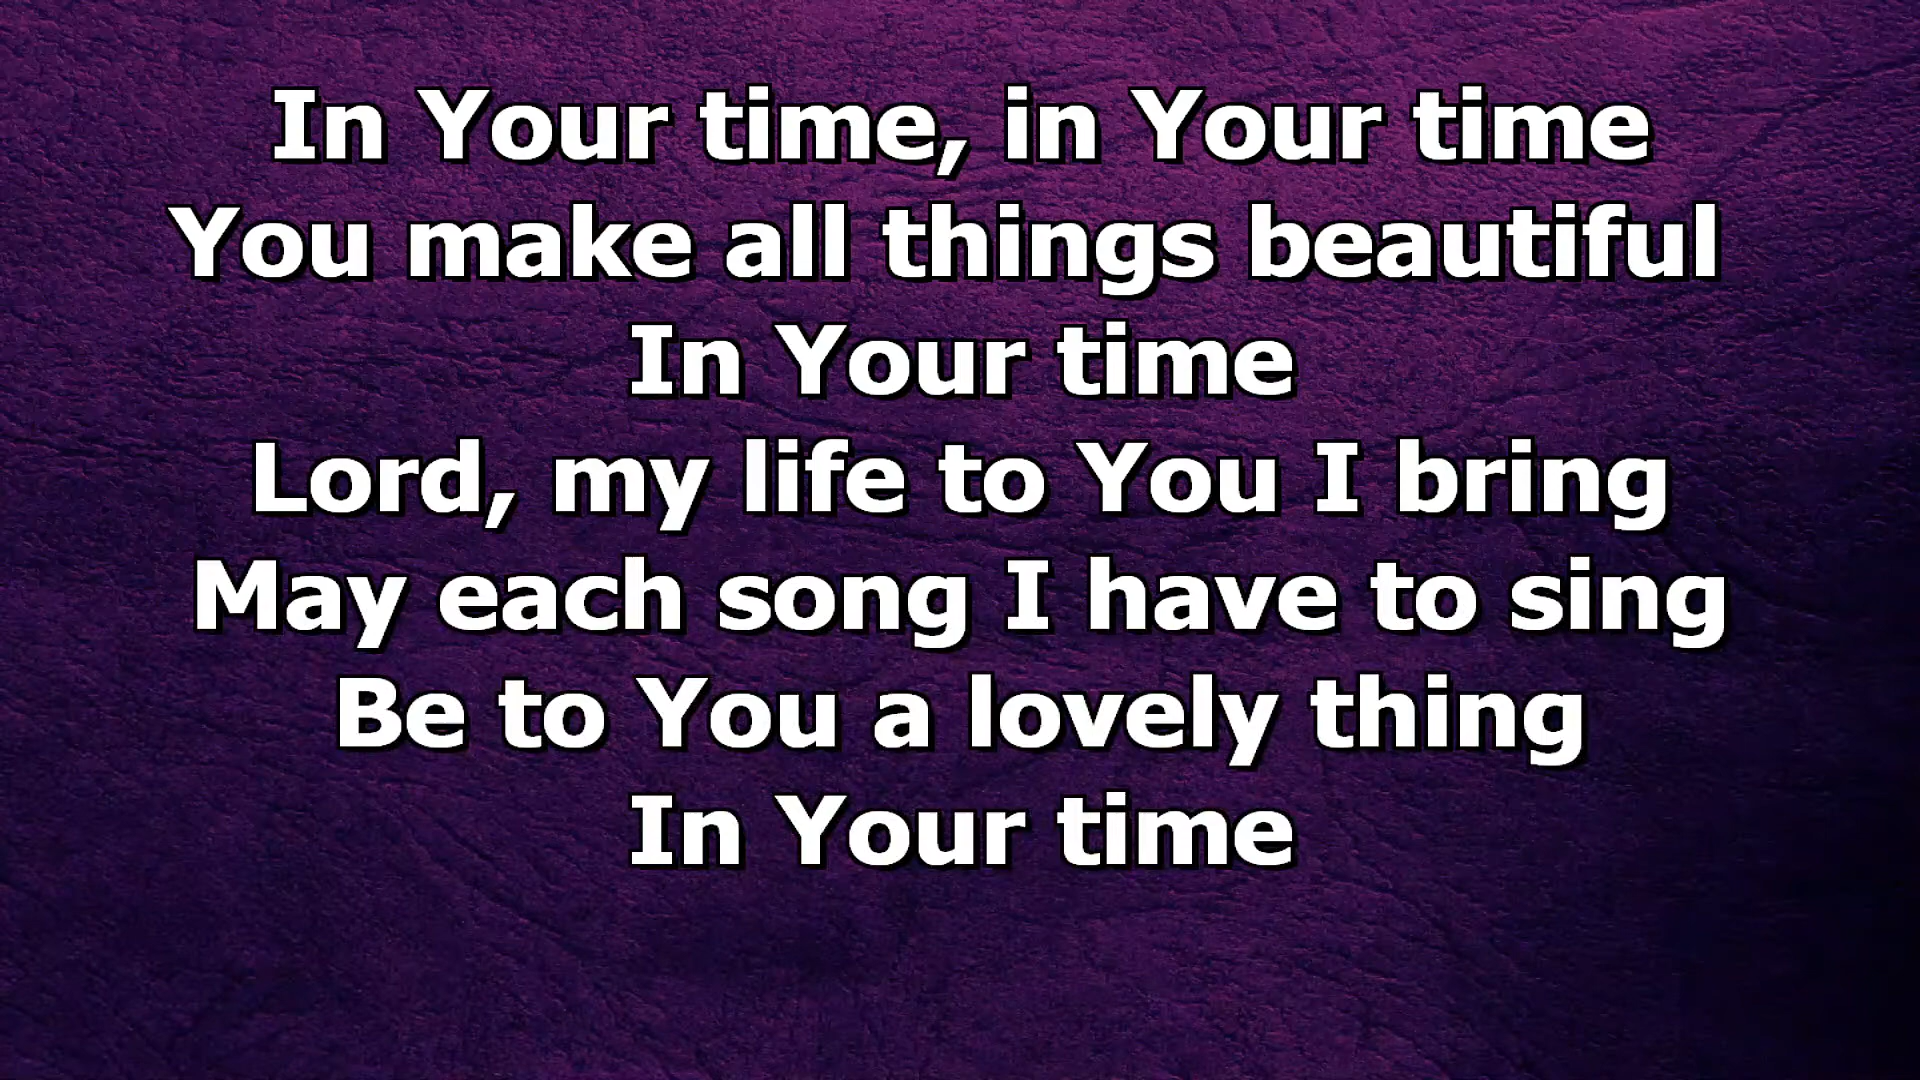 In Your time, in Your time
You make all things beautiful
In Your time
Lord, my life to You I bring
May each song I have to sing
Be to You a lovely thing
In Your time